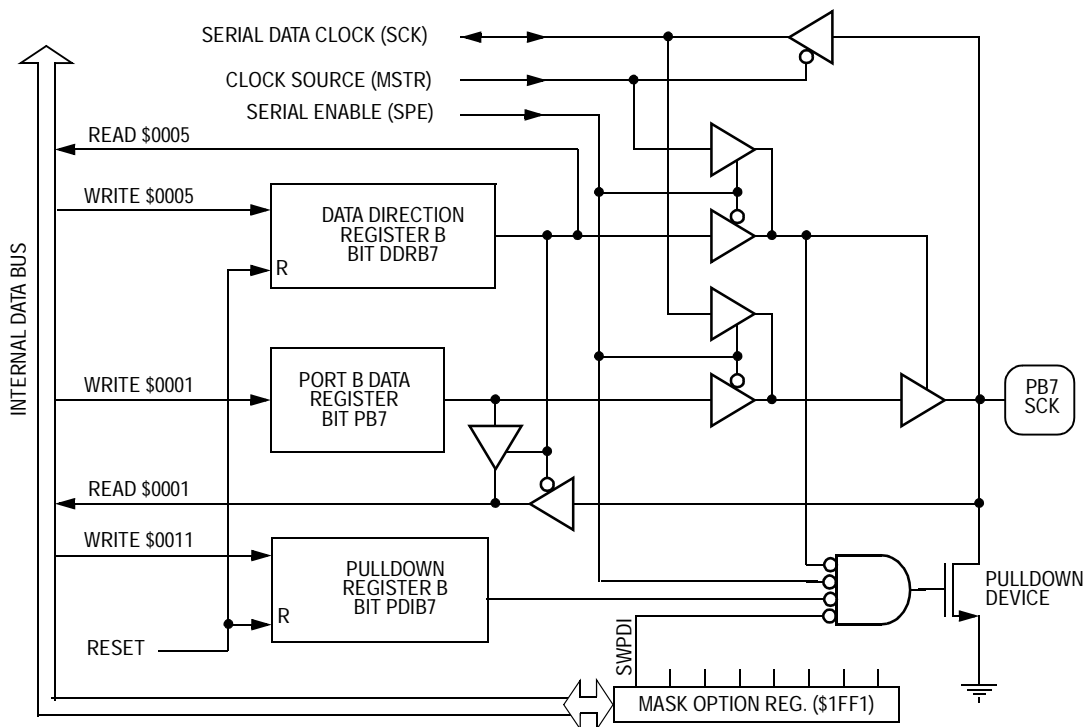 SERIAL DATA CLOCK (SCK)
CLOCK SOURCE (MSTR)
SERIAL ENABLE (SPE)
READ $0005
WRITE $0005
DATA DIRECTION
REGISTER B
BIT DDRB7
R
INTERNAL DATA BUS
WRITE $0001
PORT B DATA
REGISTER
BIT PB7
PB7
SCK
READ $0001
WRITE $0011
PULLDOWN
REGISTER B
BIT PDIB7
R
PULLDOWN
DEVICE
RESET
SWPDI
MASK OPTION REG. ($1FF1)